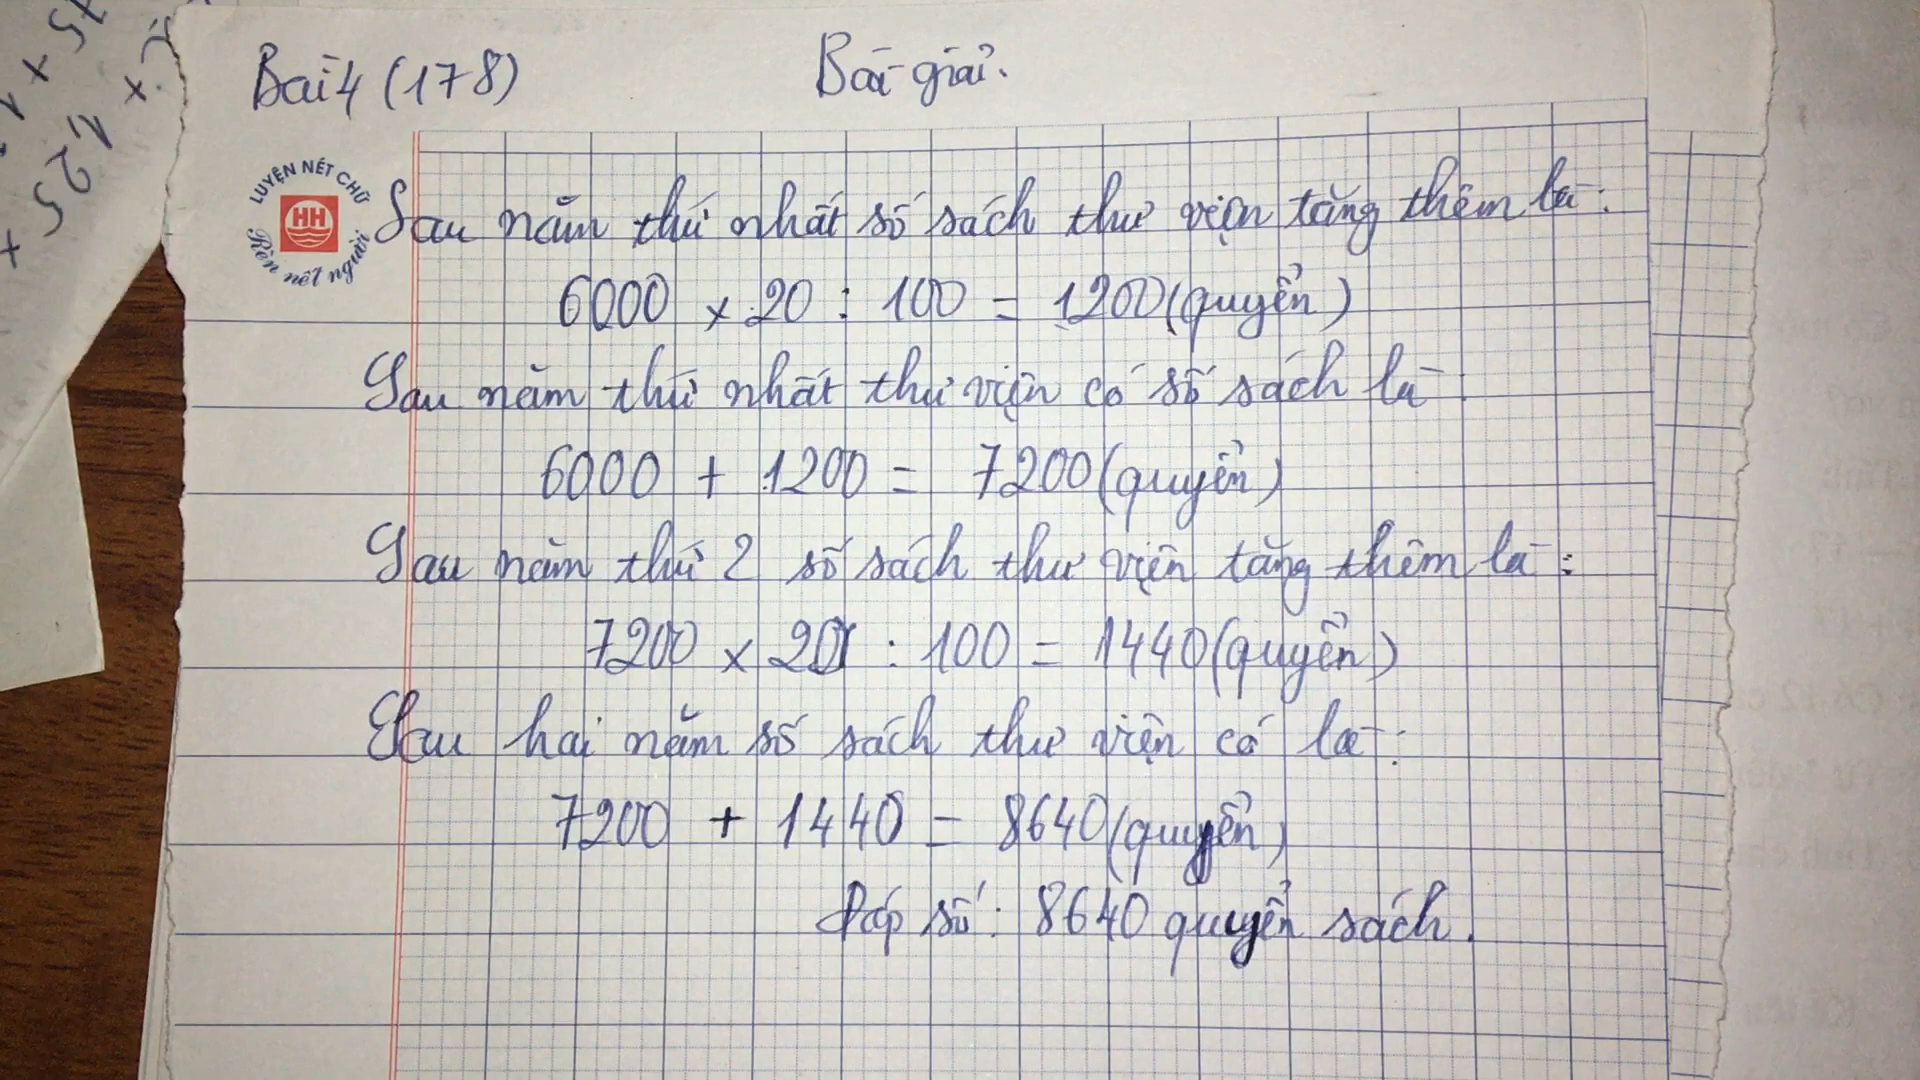 Bài 4 (178)
Bài giải.
LUYỆN NÉT CHỮ
HH
Rèn nết người
Sau năm thứ nhất số sách thư viện tăng thêm là:
6000 x 20 : 100 = 1200 (quyển)
Sau năm thứ nhất thư viện có số sách là
6000 + 1200 = 7200 (quyển)
Sau năm thứ 2 số sách thư viện tăng thêm là:
7200 x 20 : 100 = 1440 (quyển)
Sau hai năm số sách thư viện có là:
7200 + 1440 = 8640 (quyển)
Đáp số: 8640 quyển sách.